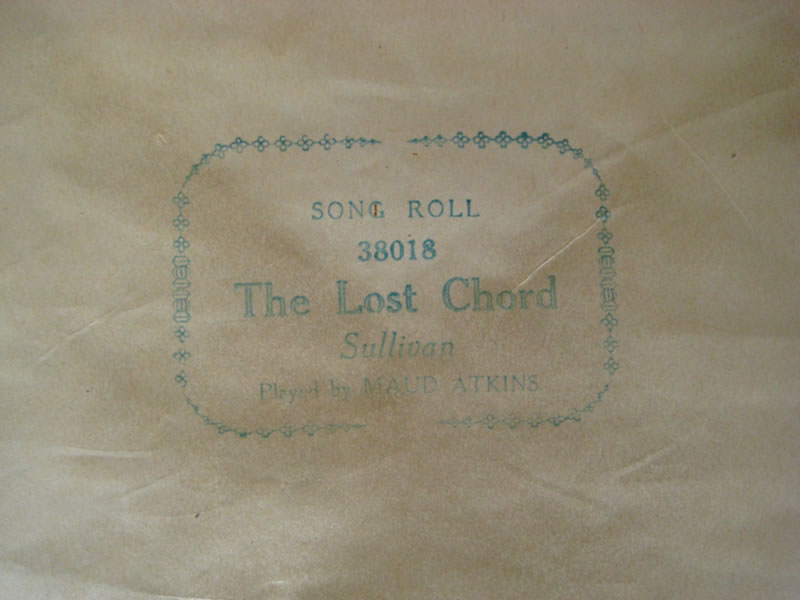 SONG ROLL
38018
The Lost Chord
Sullivan
Played by MAUD ATKINS